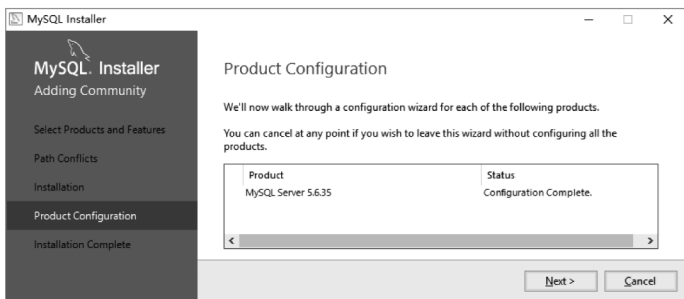 MySQL Installer
MySQL. Installer
Adding Community
Select Products and Features
Path Conflicts
Installation
Product Configuration
Installation Complete
Product Configuration
We'll now walk through a configuration wizard for each of the following products.
You can cancel at any point if you wish to leave this wizard without configuring all the
products.
Product Status
MySQL Server 5.6.35 Configuration Complete.
Next > Cancel